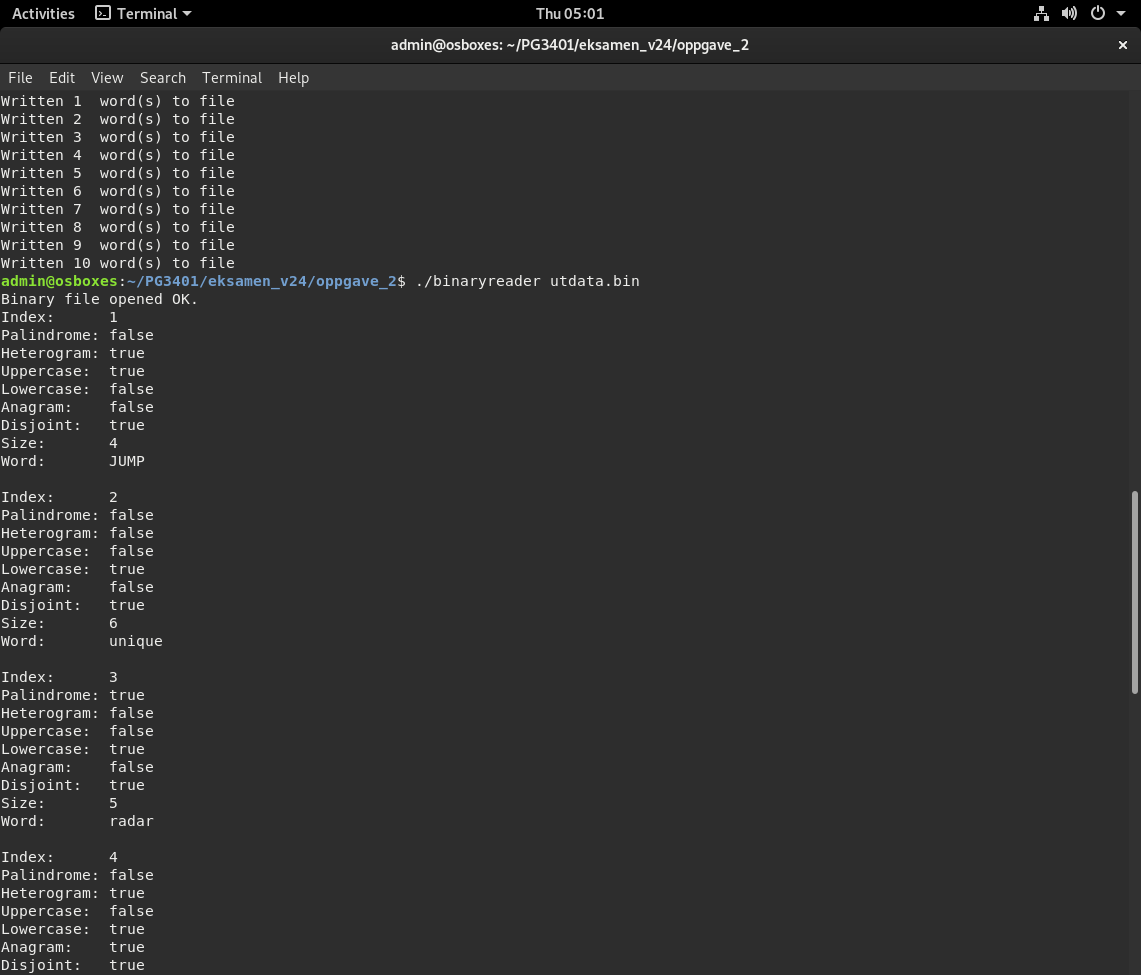 Activities Terminal Thu 05:01
admin@osboxes: ~/PG3401/eksamen_v24/oppgave_2
File Edit View Search Terminal Help
Written 1  word(s) to file
Written 2  word(s) to file
Written 3  word(s) to file
Written 4  word(s) to file
Written 5  word(s) to file
Written 6  word(s) to file
Written 7  word(s) to file
Written 8  word(s) to file
Written 9  word(s) to file
Written 10 word(s) to file
admin@osboxes:~/PG3401/eksamen_v24/oppgave_2$ ./binaryreader utdata.bin
Binary file opened OK.
Index:      1
Palindrome: false
Heterogram: true
Uppercase:  true
Lowercase:  false
Anagram:    false
Disjoint:   true
Size:       4
Word:       JUMP

Index:      2
Palindrome: false
Heterogram: false
Uppercase:  false
Lowercase:  true
Anagram:    false
Disjoint:   true
Size:       6
Word:       unique

Index:      3
Palindrome: true
Heterogram: false
Uppercase:  false
Lowercase:  true
Anagram:    false
Disjoint:   true
Size:       5
Word:       radar

Index:      4
Palindrome: false
Heterogram: true
Uppercase:  false
Lowercase:  true
Anagram:    true
Disjoint:   true